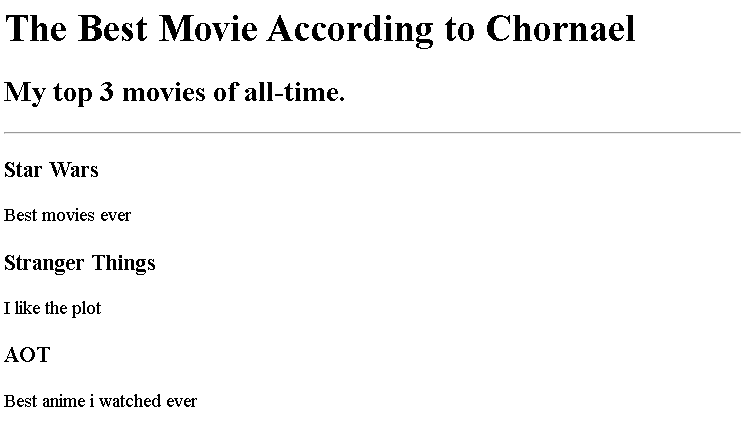 The Best Movie According to Chornael
My top 3 movies of all-time.
Star Wars
Best movies ever
Stranger Things
I like the plot
AOT
Best anime i watched ever